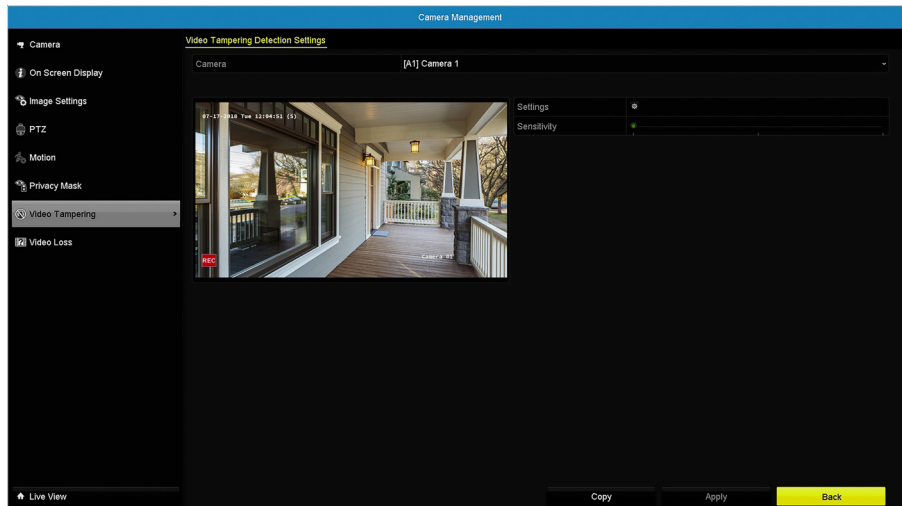 Camera Management
Camera
On Screen Display
Image Settings
PTZ
Motion
Privacy Mask
Video Tampering >
Video Loss
Live View
Video Tampering Detection Settings
Camera [A1] Camera 1
07-17-2018 Tue 12:04:51 (S)
REC
Camera 01
Settings
Sensitivity
Copy Apply Back